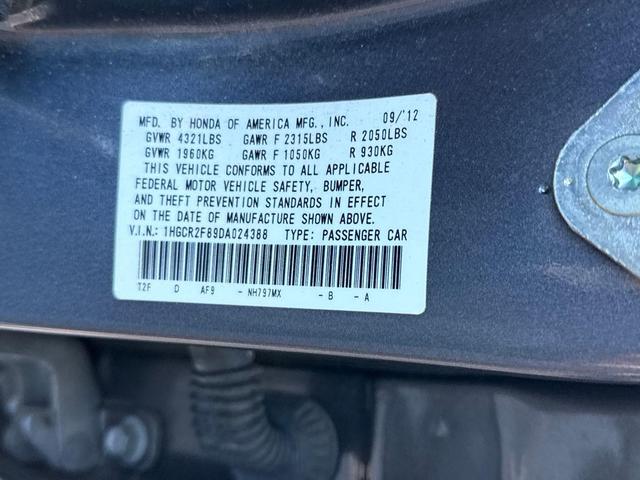 MFD. BY HONDA OF AMERICA MFG., INC. 09/'12
GVWR 4321LBS GAWR F 2315LBS R 2050LBS
GVWR 1960KG GAWR F 1050KG R 930KG
THIS VEHICLE CONFORMS TO ALL APPLICABLE
FEDERAL MOTOR VEHICLE SAFETY, BUMPER,
AND THEFT PREVENTION STANDARDS IN EFFECT
ON THE DATE OF MANUFACTURE SHOWN ABOVE.
V.I.N.: 1HGCR2F89DA024388 TYPE: PASSENGER CAR
T2F D AF9 - NH797MX - B - A